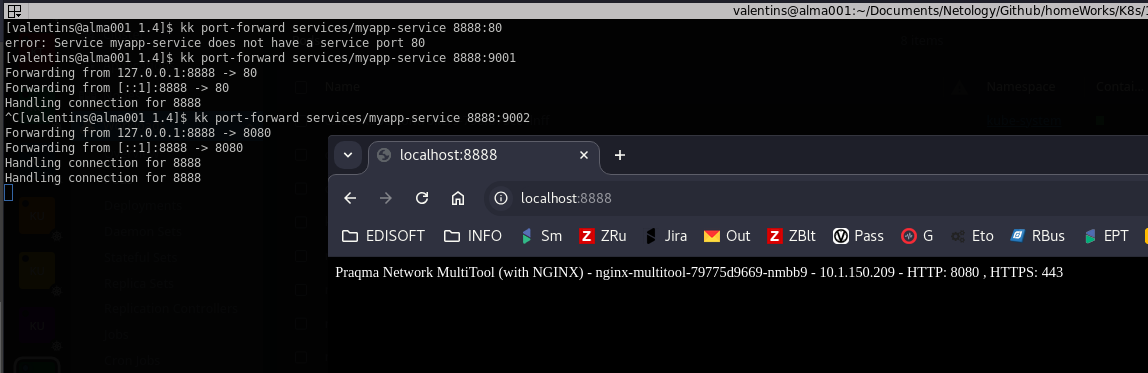 valentins@alma001:~/Documents/Netology/Github/homeWorks/K8s/1
[valentins@alma001 1.4]$ kk port-forward services/myapp-service 8888:80
error: Service myapp-service does not have a service port 80
[valentins@alma001 1.4]$ kk port-forward services/myapp-service 8888:9001
Forwarding from 127.0.0.1:8888 -> 80
Forwarding from [::1]:8888 -> 80
Handling connection for 8888
^C[valentins@alma001 1.4]$ kk port-forward services/myapp-service 8888:9002
Forwarding from 127.0.0.1:8888 -> 8080
Forwarding from [::1]:8888 -> 8080
Handling connection for 8888
Handling connection for 8888
Name Namespace Contai...
localhost:8888
localhost:8888
EDISOFT INFO Sm ZRu Jira Out ZBlt Pass G Eto RBus EPT
Praqma Network MultiTool (with NGINX) - nginx-multitool-79775d9669-nmbb9 - 10.1.150.209 - HTTP: 8080 , HTTPS: 443